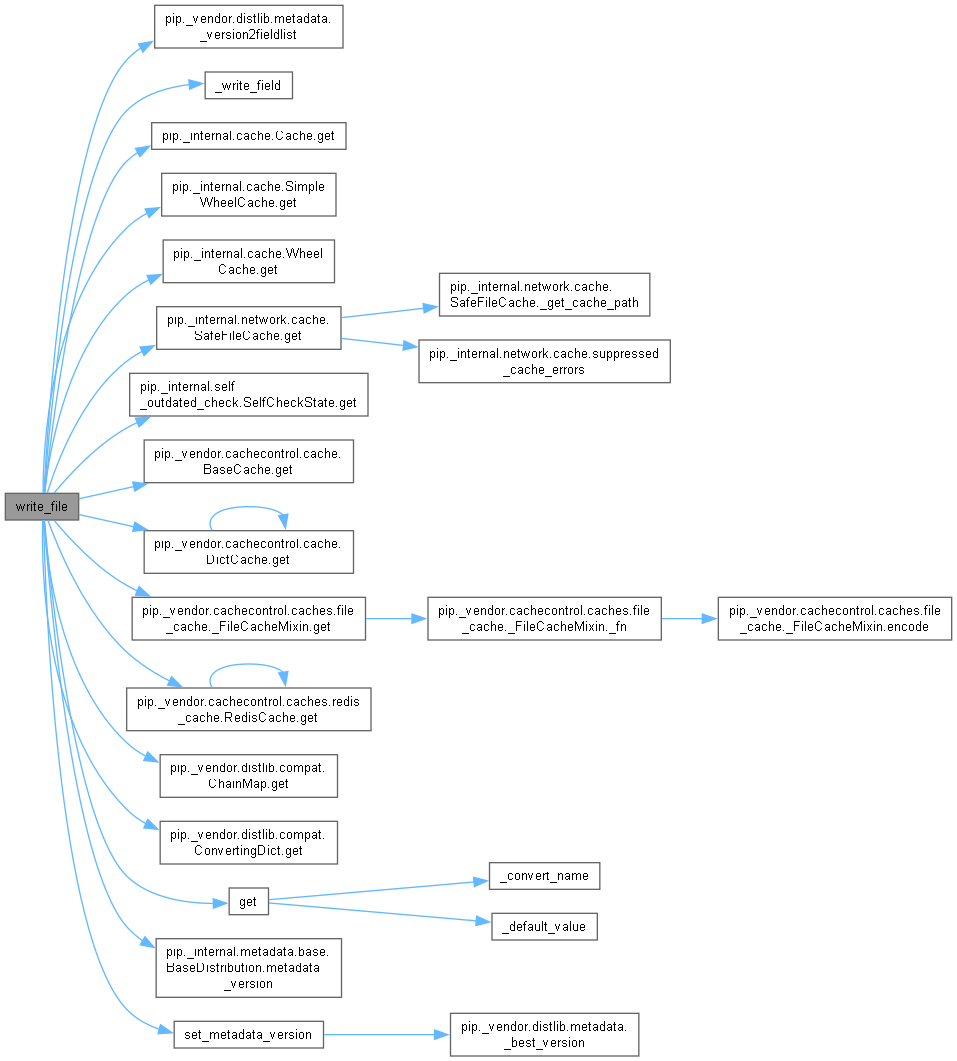 pip._vendor.distlib.metadata.
_version2fieldlist
_write_field
pip._internal.cache.Cache.get
pip._internal.cache.Simple
WheelCache.get
pip._internal.cache.Wheel
Cache.get
pip._internal.network.cache.
SafeFileCache._get_cache_path
pip._internal.network.cache.
SafeFileCache.get
pip._internal.network.cache.suppressed
_cache_errors
pip._internal.self
_outdated_check.SelfCheckState.get
pip._vendor.cachecontrol.cache.
BaseCache.get
write_file
pip._vendor.cachecontrol.cache.
DictCache.get
pip._vendor.cachecontrol.caches.file
_cache._FileCacheMixin.get
pip._vendor.cachecontrol.caches.file
_cache._FileCacheMixin._fn
pip._vendor.cachecontrol.caches.file
_cache._FileCacheMixin.encode
pip._vendor.cachecontrol.caches.redis
_cache.RedisCache.get
pip._vendor.distlib.compat.
ChainMap.get
pip._vendor.distlib.compat.
ConvertingDict.get
_convert_name
get
_default_value
pip._internal.metadata.base.
BaseDistribution.metadata
_version
set_metadata_version
pip._vendor.distlib.metadata.
_best_version